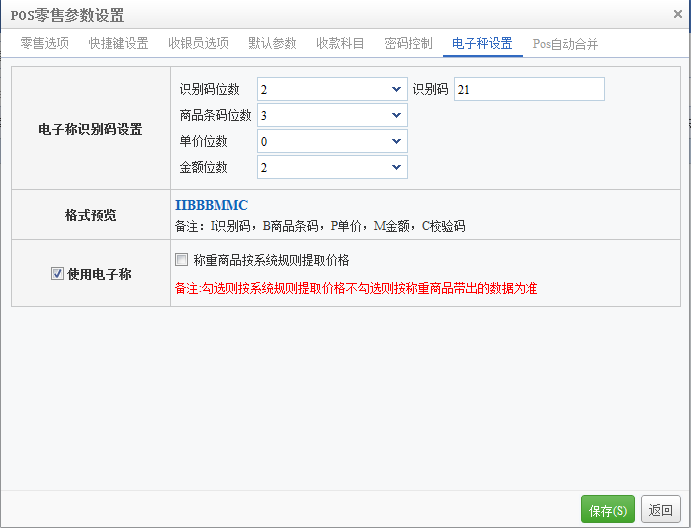 POS零售参数设置 ×
零售选项 快捷键设置 收银员选项 默认参数 收款科目 密码控制 电子秤设置 Pos自动合并
电子称识别码设置
识别码位数 2 识别码 21
商品条码位数 3
单价位数 0
金额位数 2
格式预览
IIBBBMMC
备注：I识别码，B商品条码，P单价，M金额，C校验码
使用电子称
称重商品按系统规则提取价格
备注:勾选则按系统规则提取价格不勾选则按称重商品带出的数据为准
保存(S) 返回